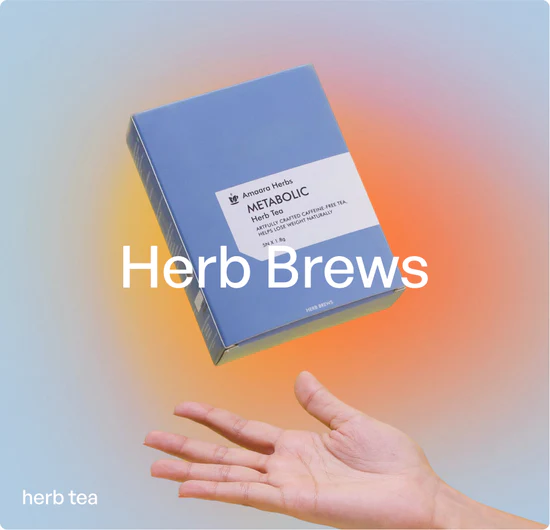 Amaara Herbs
METABOLIC
Herb Tea
ARTFULLY CRAFTED CAFFEINE-FREE TEA,
HELPS LOSE WEIGHT NATURALLY
Herb Brews
HERB BREWS
herb tea